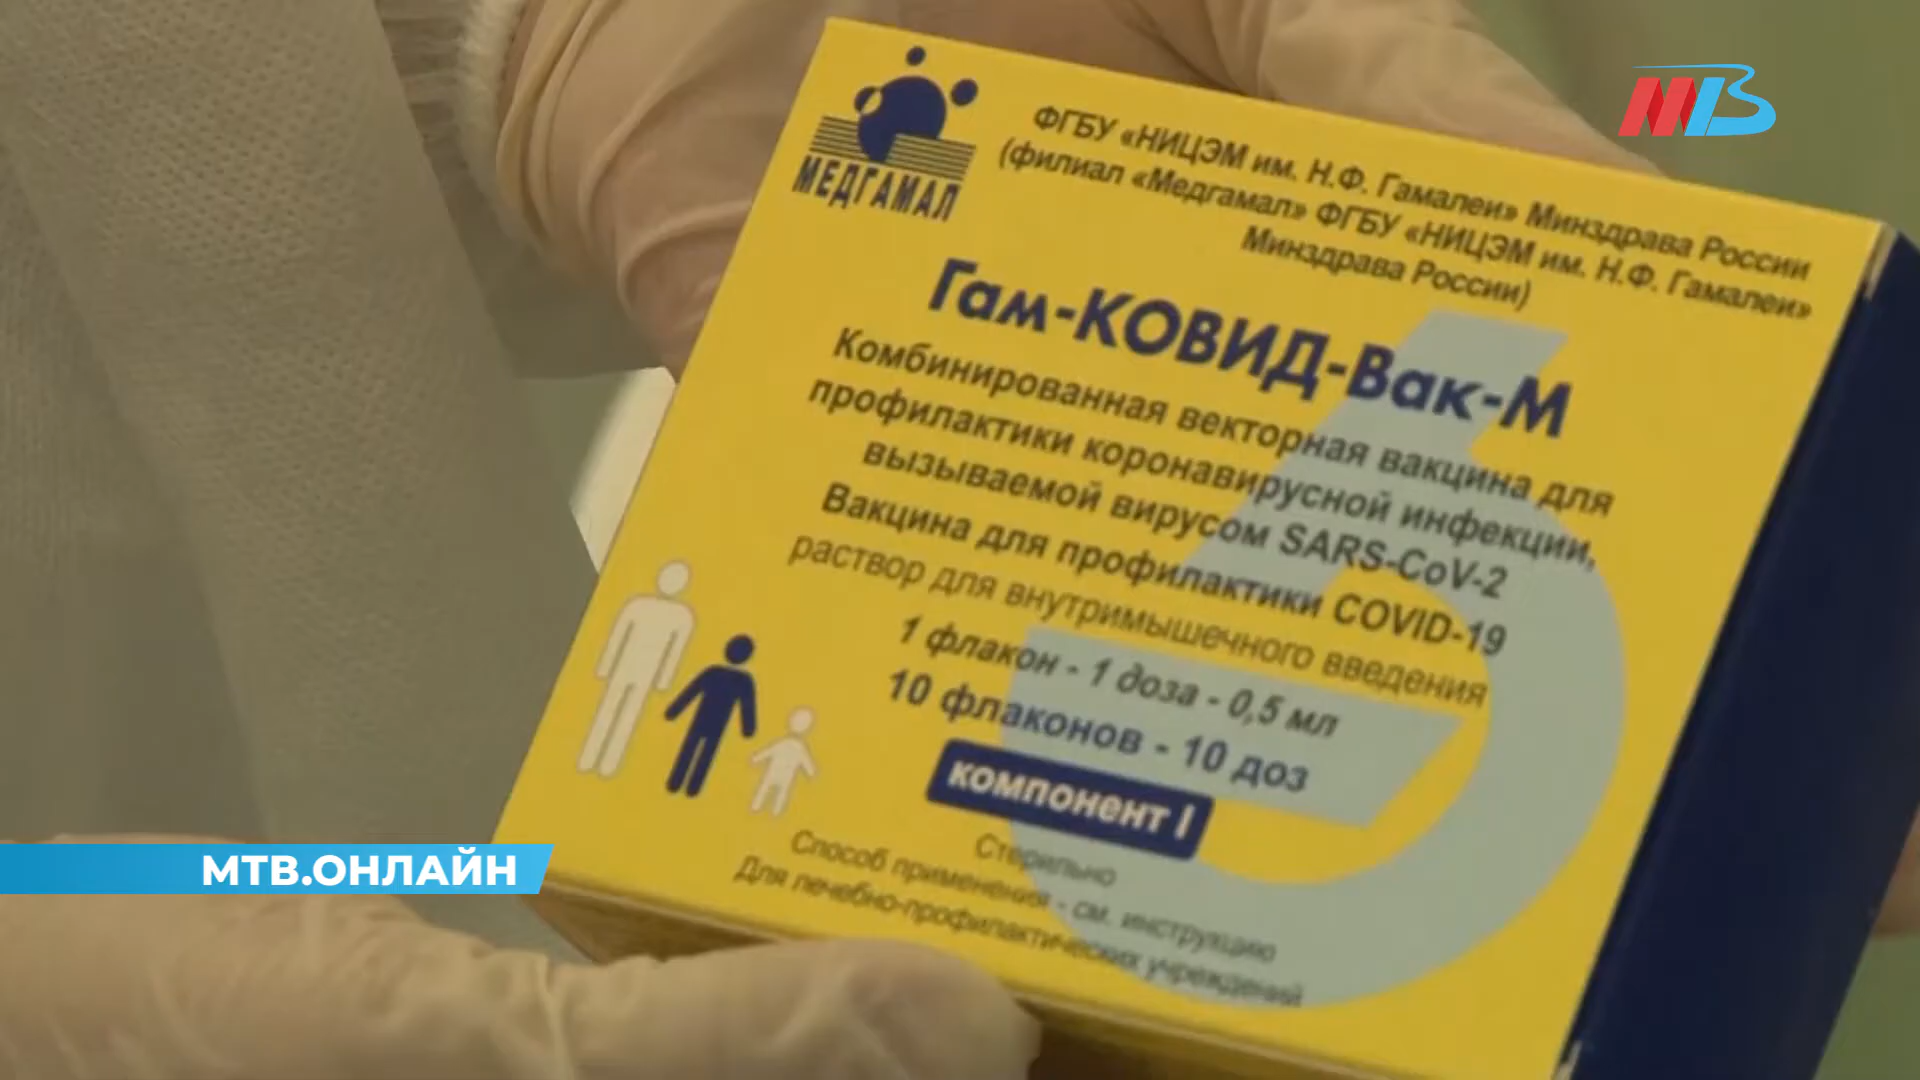 МВ
МЕДГАМАЛ
ФГБУ «НИЦЭМ им. Н.Ф. Гамалеи» Минздрава России
(филиал «Медгамал» ФГБУ «НИЦЭМ им. Н.Ф. Гамалеи»
Минздрава России)
Гам-КОВИД-Вак-М
Комбинированная векторная вакцина для
профилактики коронавирусной инфекции,
вызываемой вирусом SARS-CoV-2
Вакцина для профилактики COVID-19
раствор для внутримышечного введения
1 флакон - 1 доза - 0,5 мл
10 флаконов - 10 доз
компонент I
Стерильно
Способ применения - см. инструкцию
Для лечебно-профилактических учреждений
6
МТВ.ОНЛАЙН